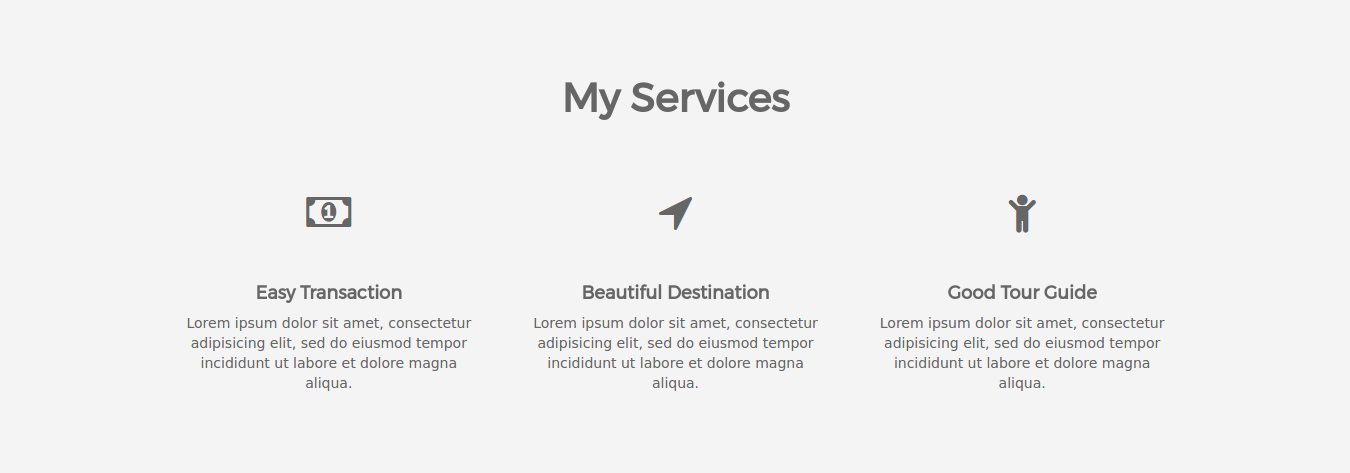 My Services
1
Easy Transaction
Lorem ipsum dolor sit amet, consectetur
adipisicing elit, sed do eiusmod tempor
incididunt ut labore et dolore magna
aliqua.
Beautiful Destination
Lorem ipsum dolor sit amet, consectetur
adipisicing elit, sed do eiusmod tempor
incididunt ut labore et dolore magna
aliqua.
Good Tour Guide
Lorem ipsum dolor sit amet, consectetur
adipisicing elit, sed do eiusmod tempor
incididunt ut labore et dolore magna
aliqua.